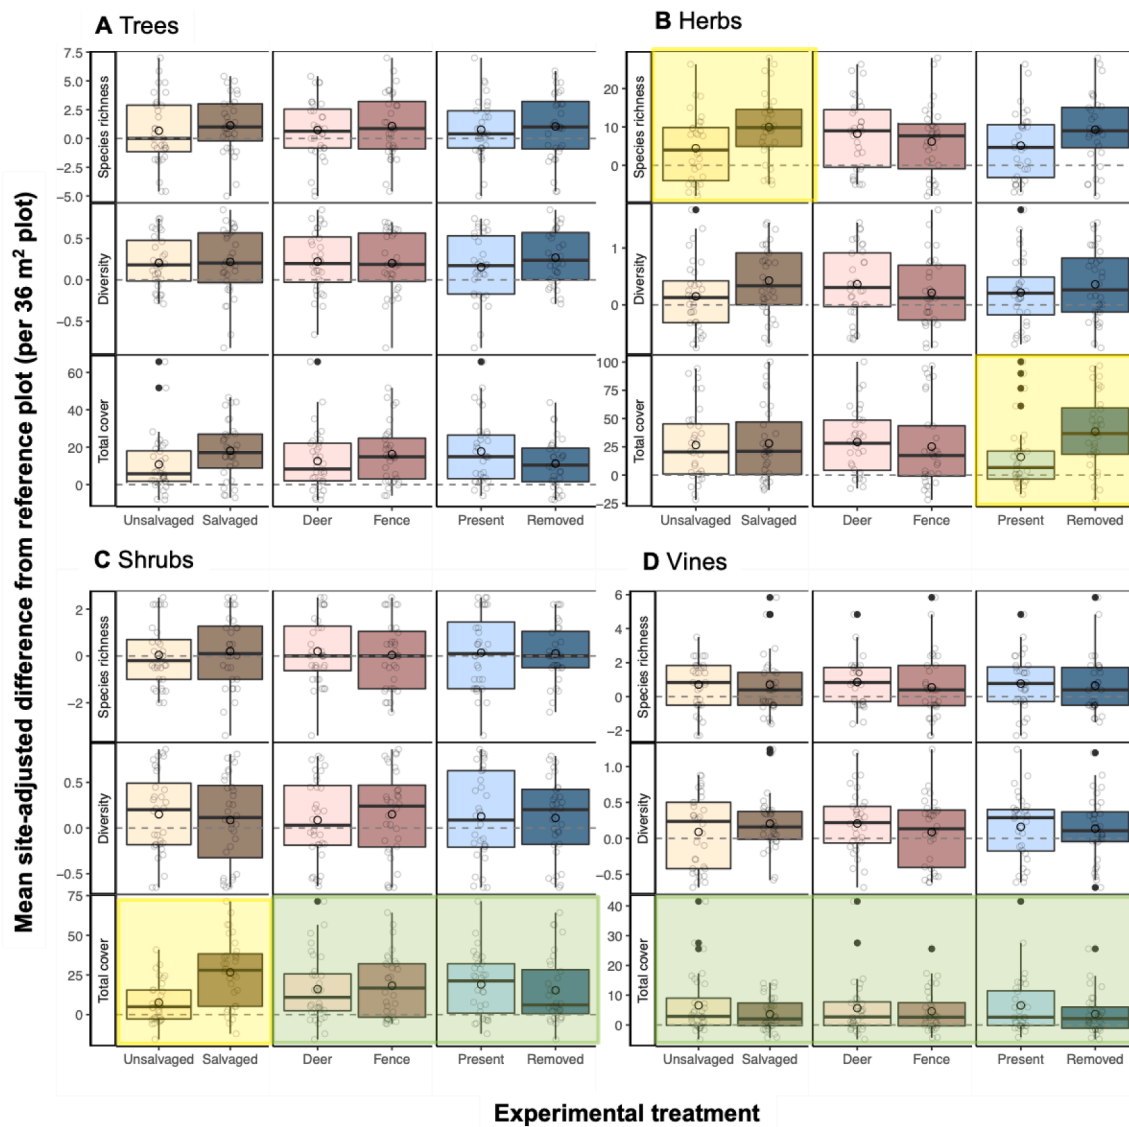 A Trees
B Herbs
Mean site-adjusted difference from reference plot (per 36 m² plot)
Species richness
7.5
5.0
2.5
0.0
−2.5
−5.0
Species richness
20
10
0
Diversity
0.5
0.0
−0.5
Diversity
1
0
Total cover
60
40
20
0
Total cover
100
75
50
25
0
−25
Unsalvaged Salvaged Deer Fence Present Removed
Unsalvaged Salvaged Deer Fence Present Removed
C Shrubs
D Vines
Species richness
2
0
−2
Species richness
6
4
2
0
−2
Diversity
0.5
0.0
−0.5
Diversity
1.0
0.5
0.0
−0.5
Total cover
75
50
25
0
Total cover
40
30
20
10
0
Unsalvaged Salvaged Deer Fence Present Removed
Unsalvaged Salvaged Deer Fence Present Removed
Experimental treatment